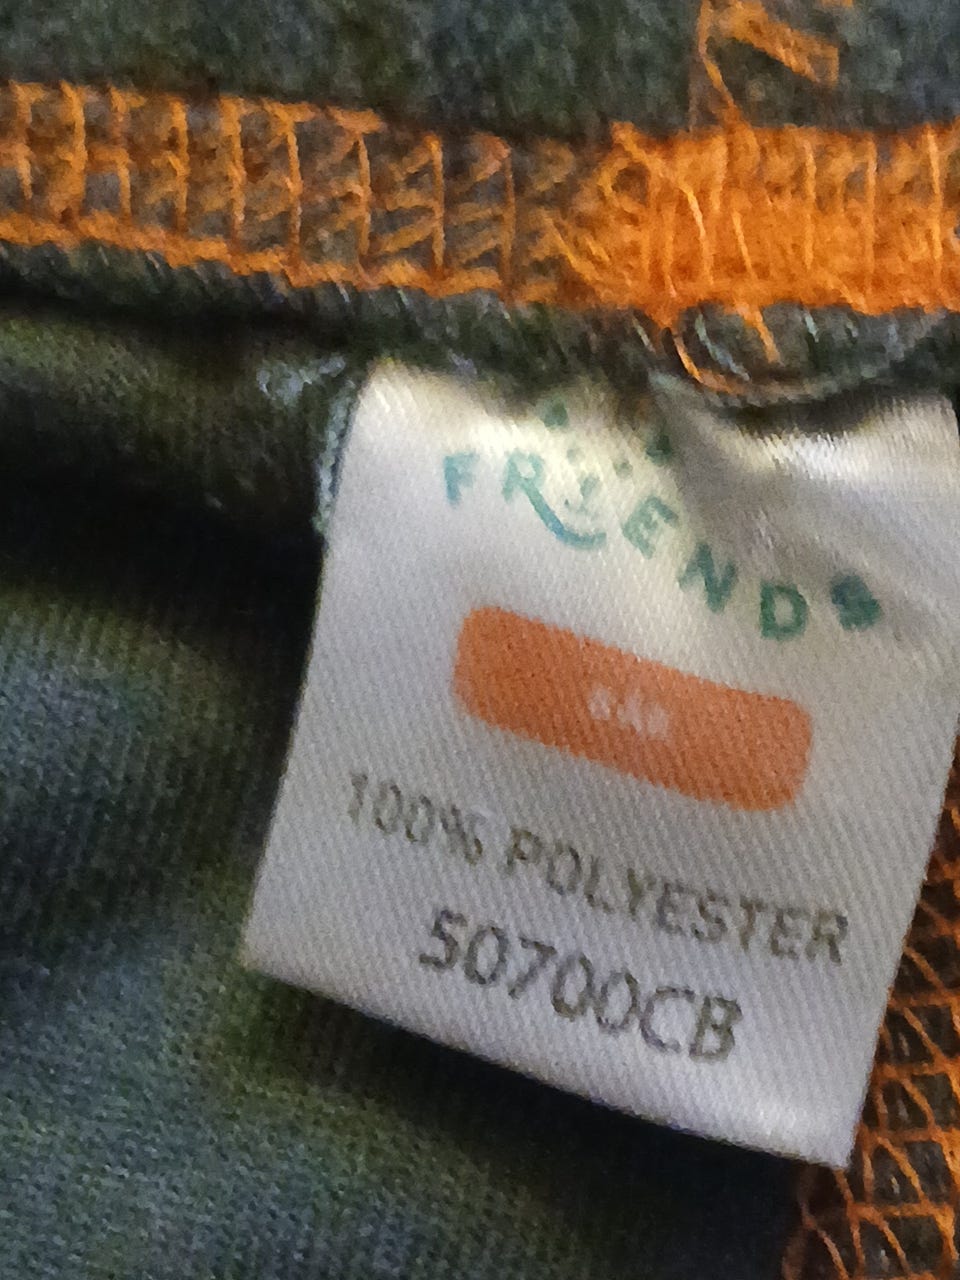 FRIENDS
100% POLYESTER
50700CB